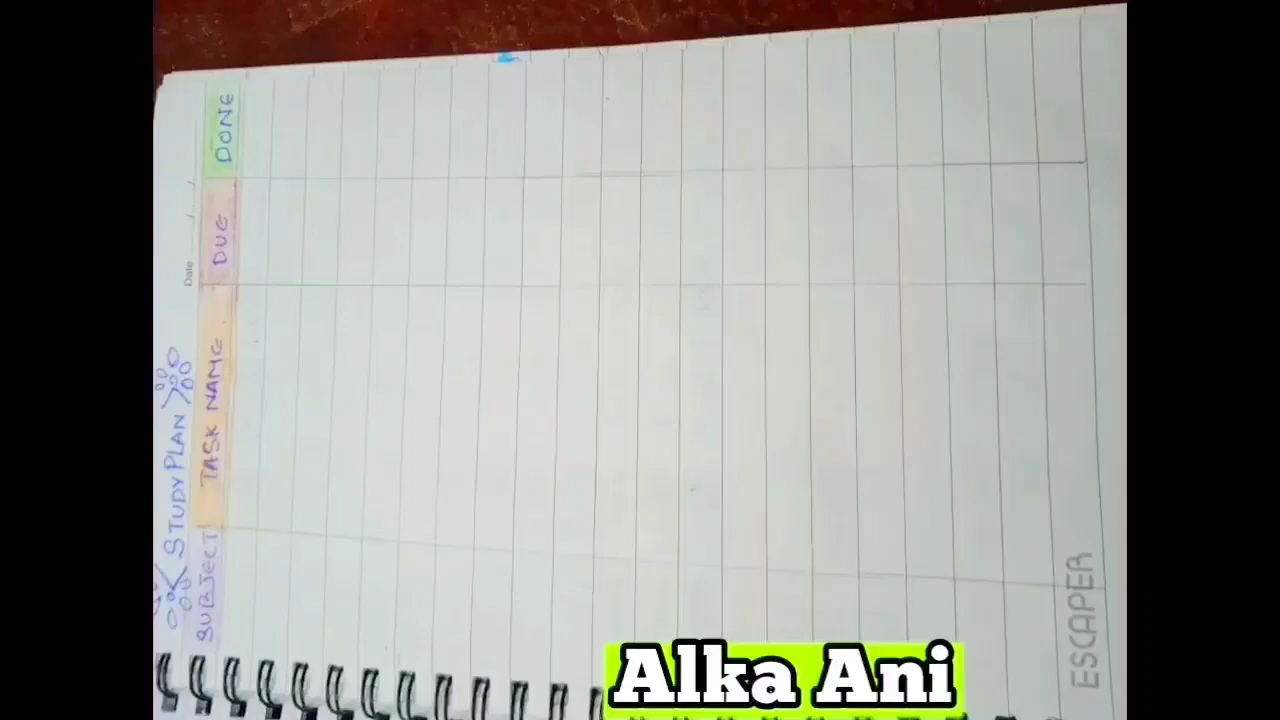 Date / /
STUDY PLAN
SUBJECT TASK NAME DUE DONE
ESCAPER
Alka Ani